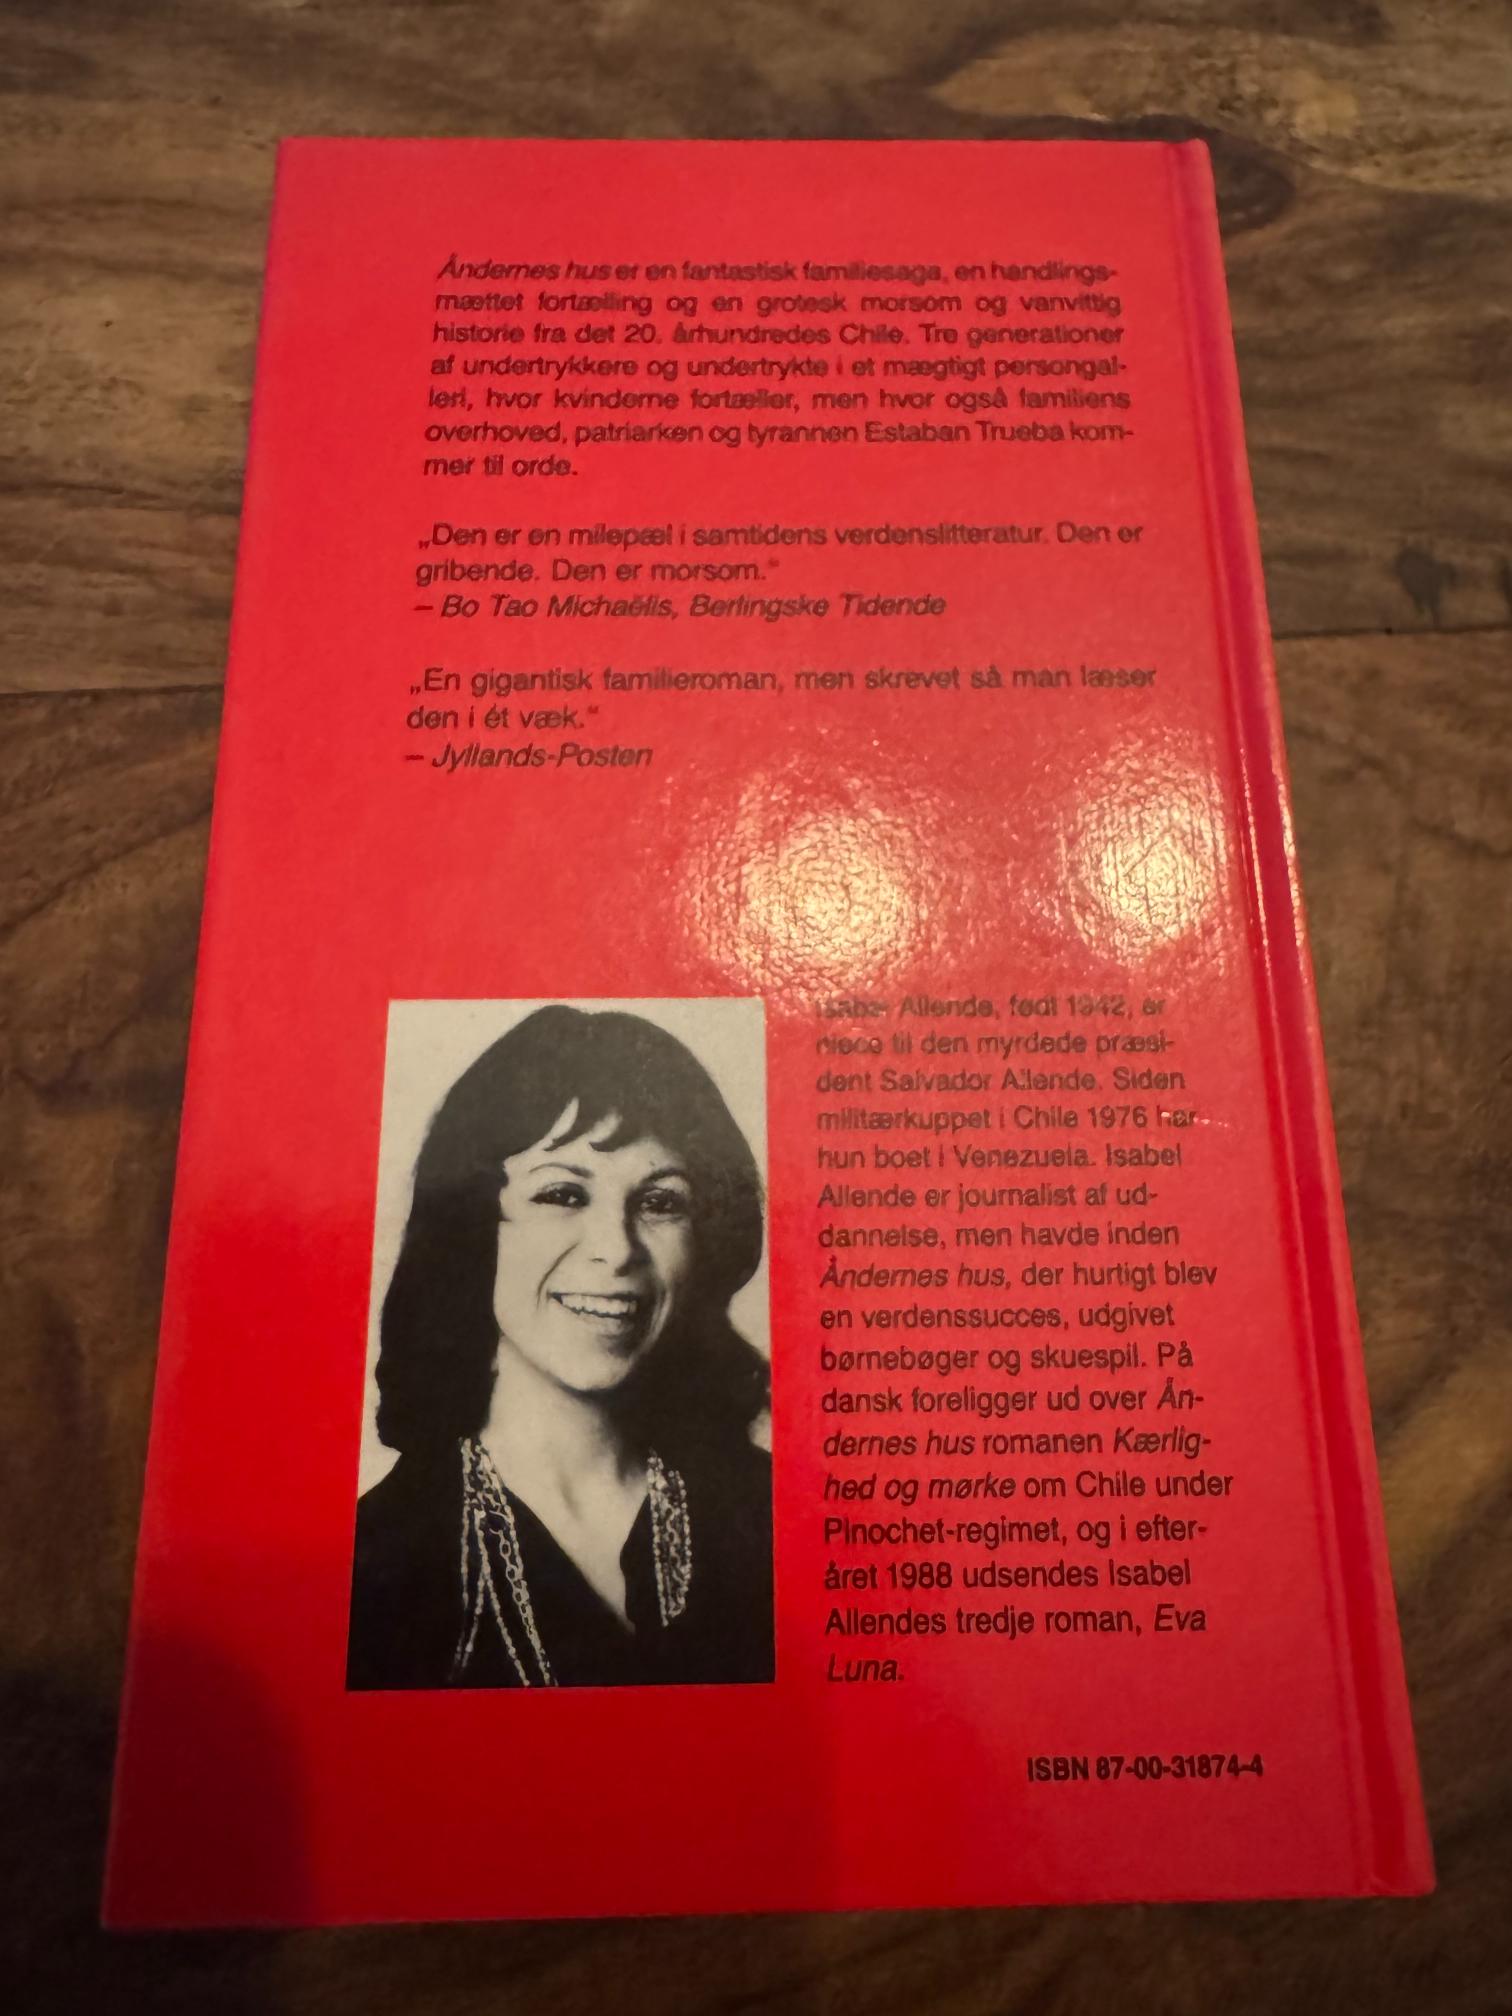 Åndernes hus er en fantastisk familiesaga, en handlings-
mættet fortælling og en grotesk morsom og vanvittig
historie fra det 20. århundredes Chile. Tre generationer
af undertrykkere og undertrykte i et mægtigt persongal-
leri, hvor kvinderne fortæller, men hvor også familiens
overhoved, patriarken og tyrannen Estaban Trueba kom-
mer til orde.
„Den er en milepæl i samtidens verdenslitteratur. Den er
gribende. Den er morsom.“
– Bo Tao Michaëlis, Berlingske Tidende
„En gigantisk familieroman, men skrevet så man læser
den i ét væk.“
– Jyllands-Posten
Isabel Allende, født 1942, er
niece til den myrdede præsi-
dent Salvador Allende. Siden
militærkuppet i Chile 1976 har
hun boet i Venezuela. Isabel
Allende er journalist af ud-
dannelse, men havde inden
Åndernes hus, der hurtigt blev
en verdenssucces, udgivet
børnebøger og skuespil. På
dansk foreligger ud over Ån-
dernes hus romanen Kærlig-
hed og mørke om Chile under
Pinochet-regimet, og i efter-
året 1988 udsendes Isabel
Allendes tredje roman, Eva
Luna.
ISBN 87-00-31874-4